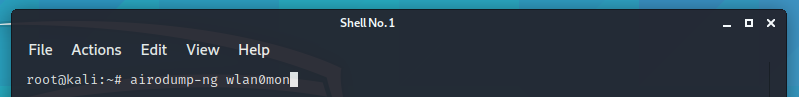 Shell No. 1
File Actions Edit View Help
root@kali:~# airodump-ng wlan0mon